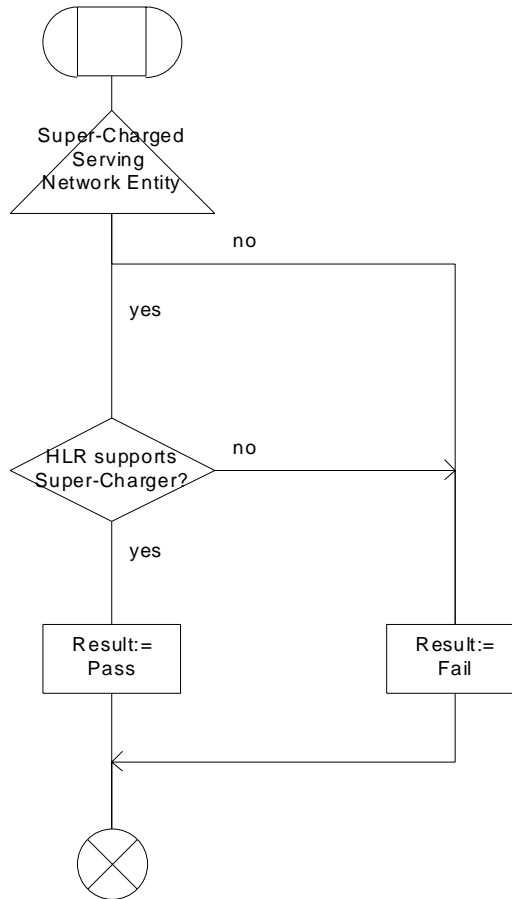 Super-Charged
Serving
Network Entity
no
yes
HLR supports
Super-Charger?
no
yes
Result:=
Pass
Result:=
Fail